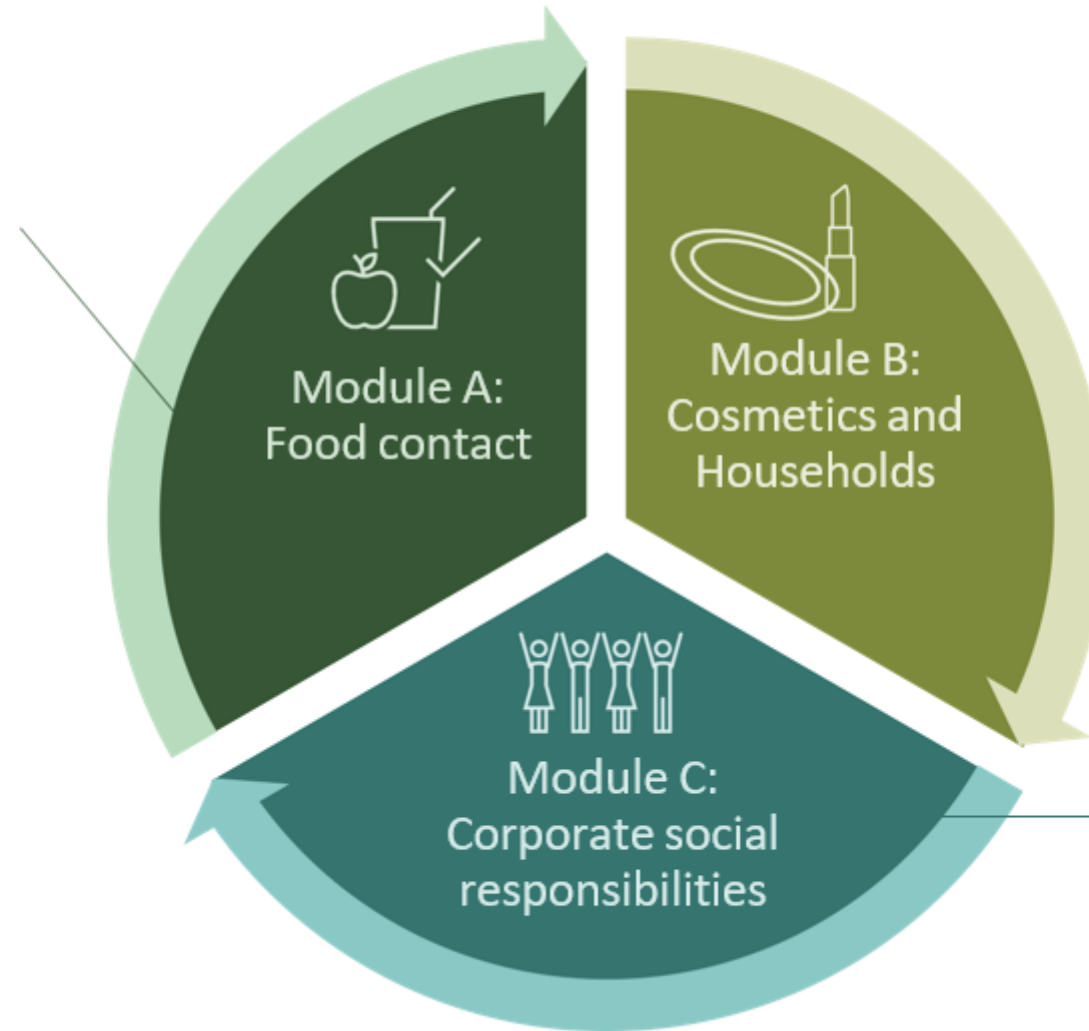 Module A:
Food contact
Module B:
Cosmetics and
Households
Module C:
Corporate social
responsibilities